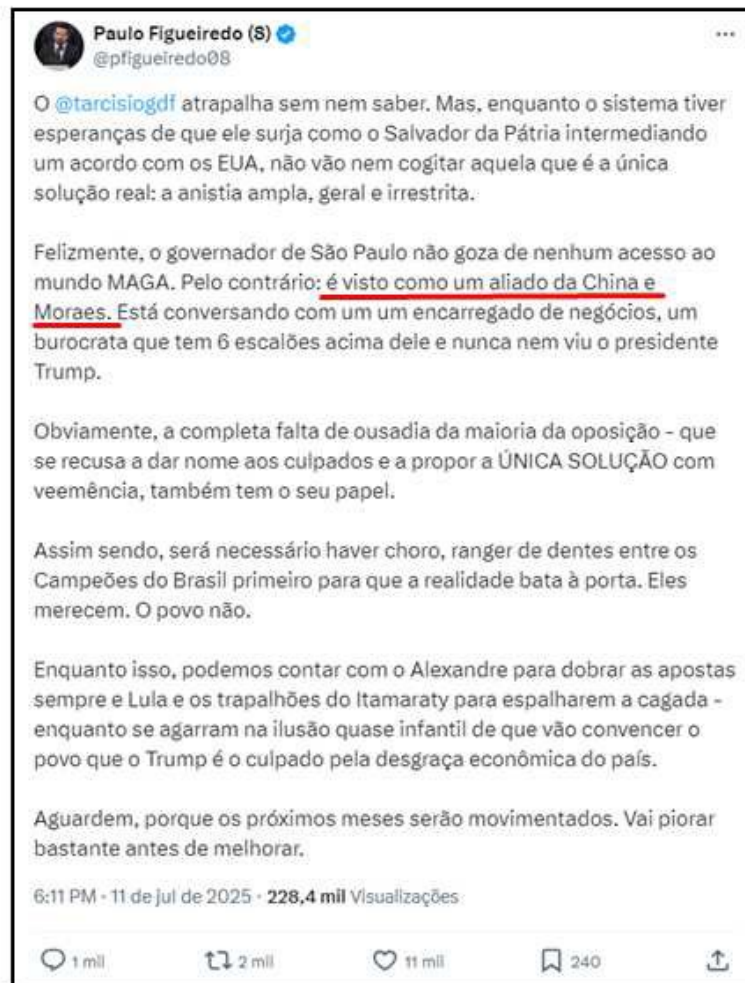 Paulo Figueiredo (S)
@pfigueiredo08
O @tarcisiogdf atrapalha sem nem saber. Mas, enquanto o sistema tiver
esperanças de que ele surja como o Salvador da Pátria intermediando
um acordo com os EUA, não vão nem cogitar aquela que é a única
solução real: a anistia ampla, geral e irrestrita.
Felizmente, o governador de São Paulo não goza de nenhum acesso ao
mundo MAGA. Pelo contrário: é visto como um aliado da China e
Moraes. Está conversando com um um encarregado de negócios, um
burocrata que tem 6 escalões acima dele e nunca nem viu o presidente
Trump.
Obviamente, a completa falta de ousadia da maioria da oposição - que
se recusa a dar nome aos culpados e a propor a ÚNICA SOLUÇÃO com
veemência, também tem o seu papel.
Assim sendo, será necessário haver choro, ranger de dentes entre os
Campeões do Brasil primeiro para que a realidade bata à porta. Eles
merecem. O povo não.
Enquanto isso, podemos contar com o Alexandre para dobrar as apostas
sempre e Lula e os trapalhões do Itamaraty para espalharem a cagada -
enquanto se agarram na ilusão quase infantil de que vão convencer o
povo que o Trump é o culpado pela desgraça econômica do país.
Aguardem, porque os próximos meses serão movimentados. Vai piorar
bastante antes de melhorar.
6:11 PM · 11 de jul de 2025 · 228,4 mil Visualizações
1 mil 2 mil 11 mil 240